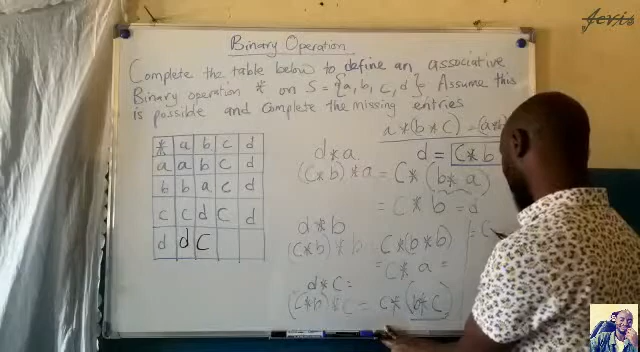 Jevis
Binary Operation
Complete the table below to define an associative
Binary operation * on S = {a, b, c, d}. Assume this
is possible and complete the missing entries
a*(b*c) = (a*b
* a b c d
a a b c d
b b a c d
c c d c d
d d c
d*a.
d = C*b
(C*b)*a = C*(b*a)
= C*b = d
d*b
(C*b)*b = C*(b*b)
= C*a =
= C
d*C=
(C*b)*C = C*(b*C)